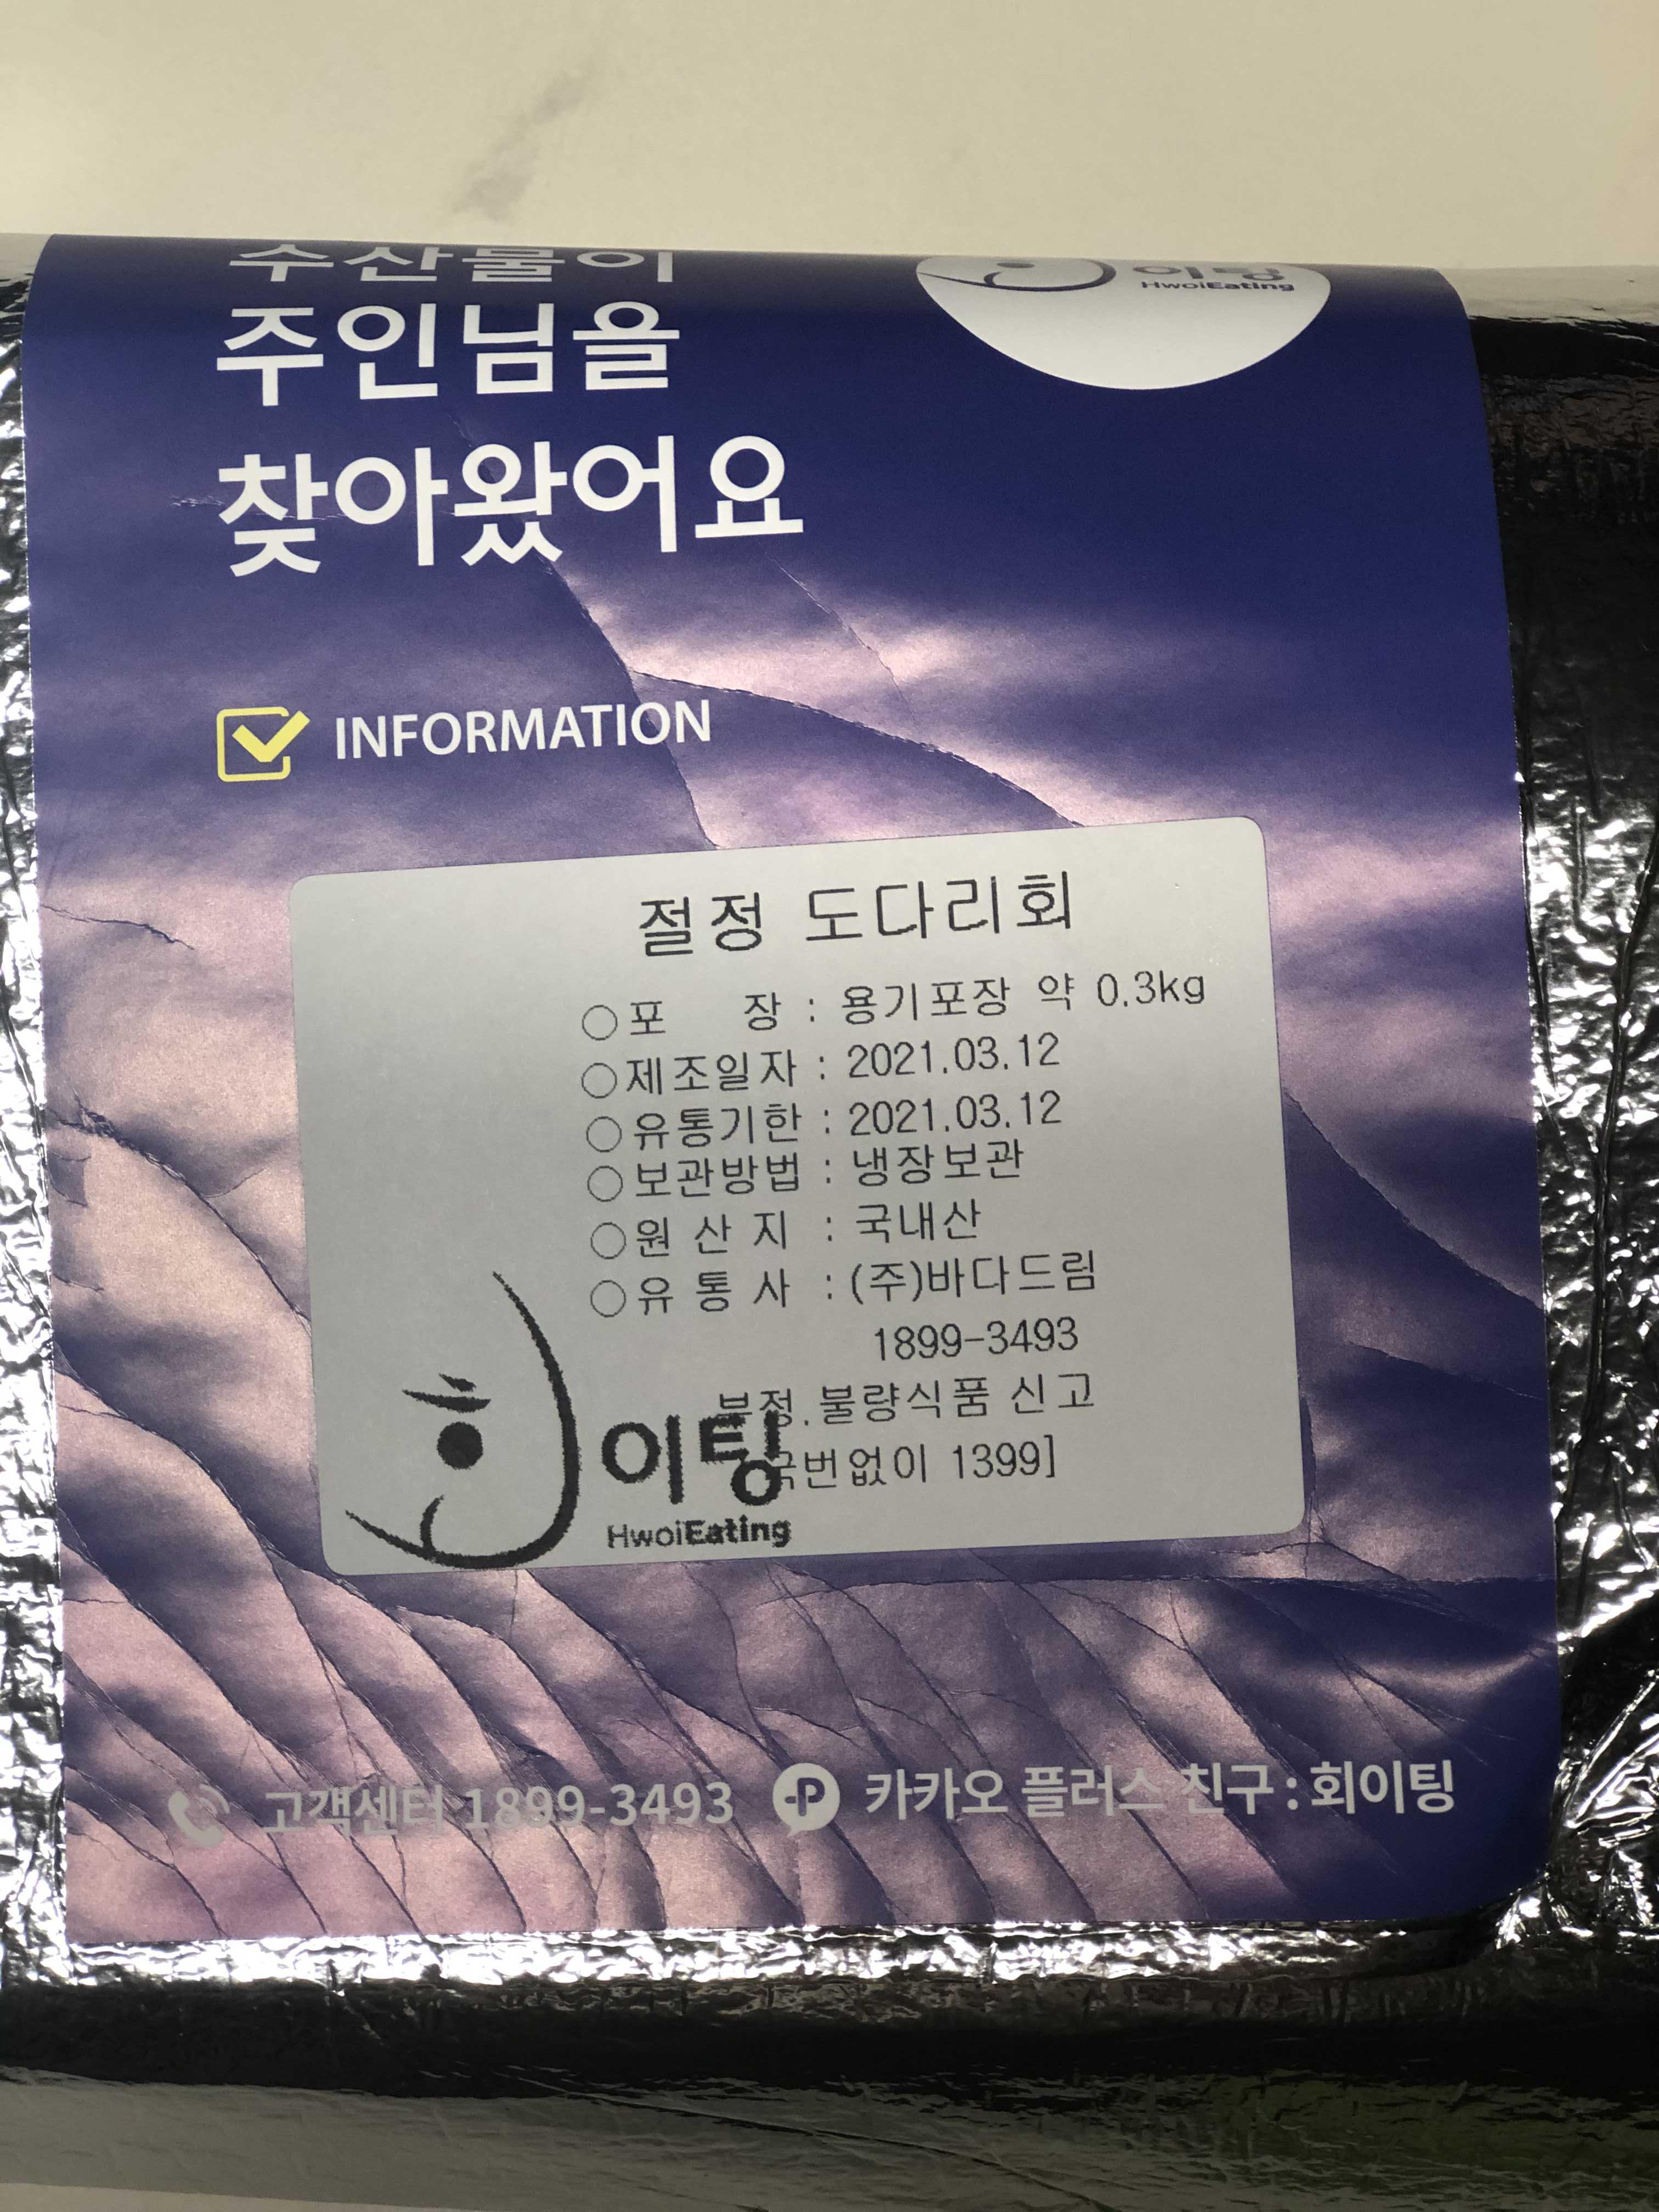 수산물이
주인님을
찾아왔어요
이팅
HwoiEating
INFORMATION
절정 도다리회
○포 장 : 용기포장 약 0.3kg
○제조일자 : 2021.03.12
○유통기한 : 2021.03.12
○보관방법 : 냉장보관
○원 산 지 : 국내산
○유 통 사 : (주)바다드림
1899-3493
부정.불량식품 신고
국번없이 1399]
회이팅
HwoiEating
고객센터 1899-3493
카카오 플러스 친구 : 회이팅